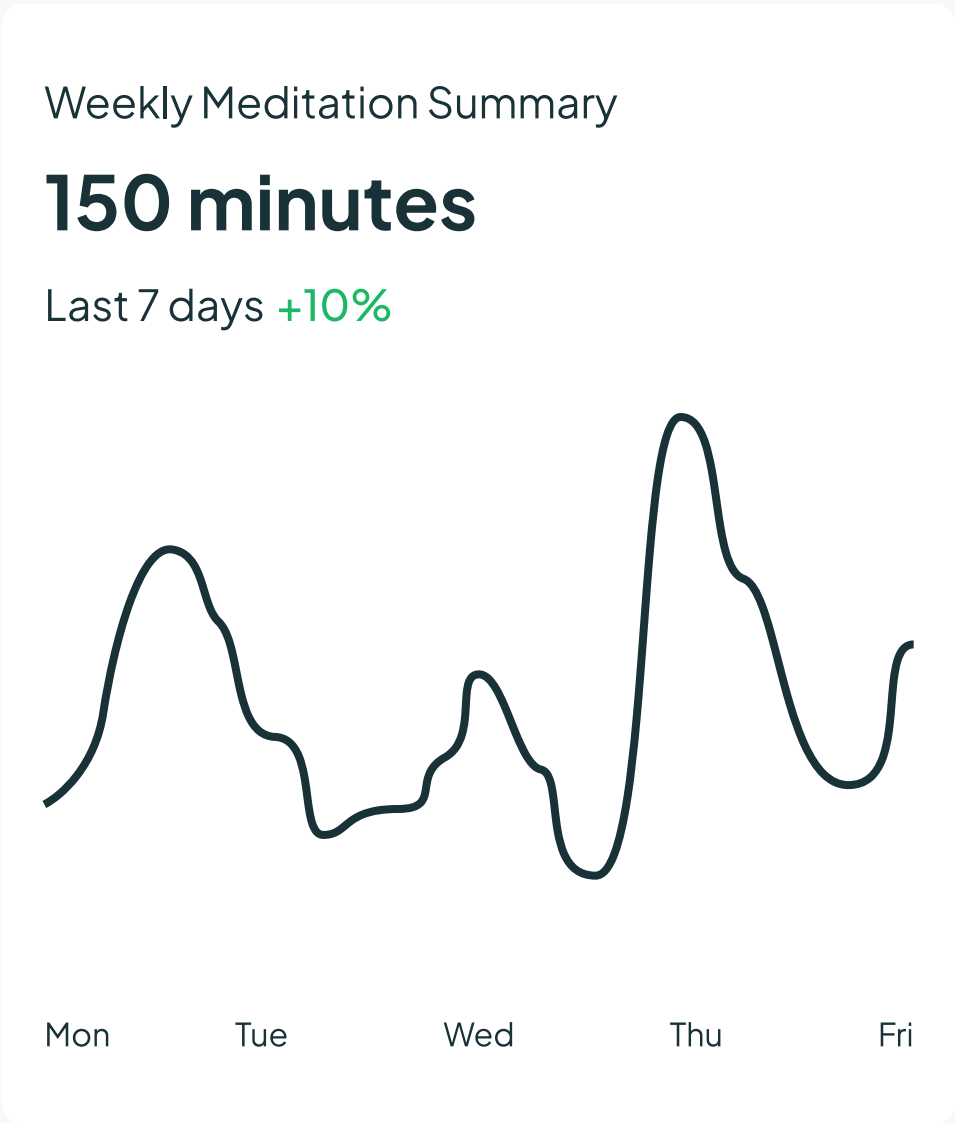 Weekly Meditation Summary
150 minutes
Last 7 days +10%
Mon Tue Wed Thu Fri